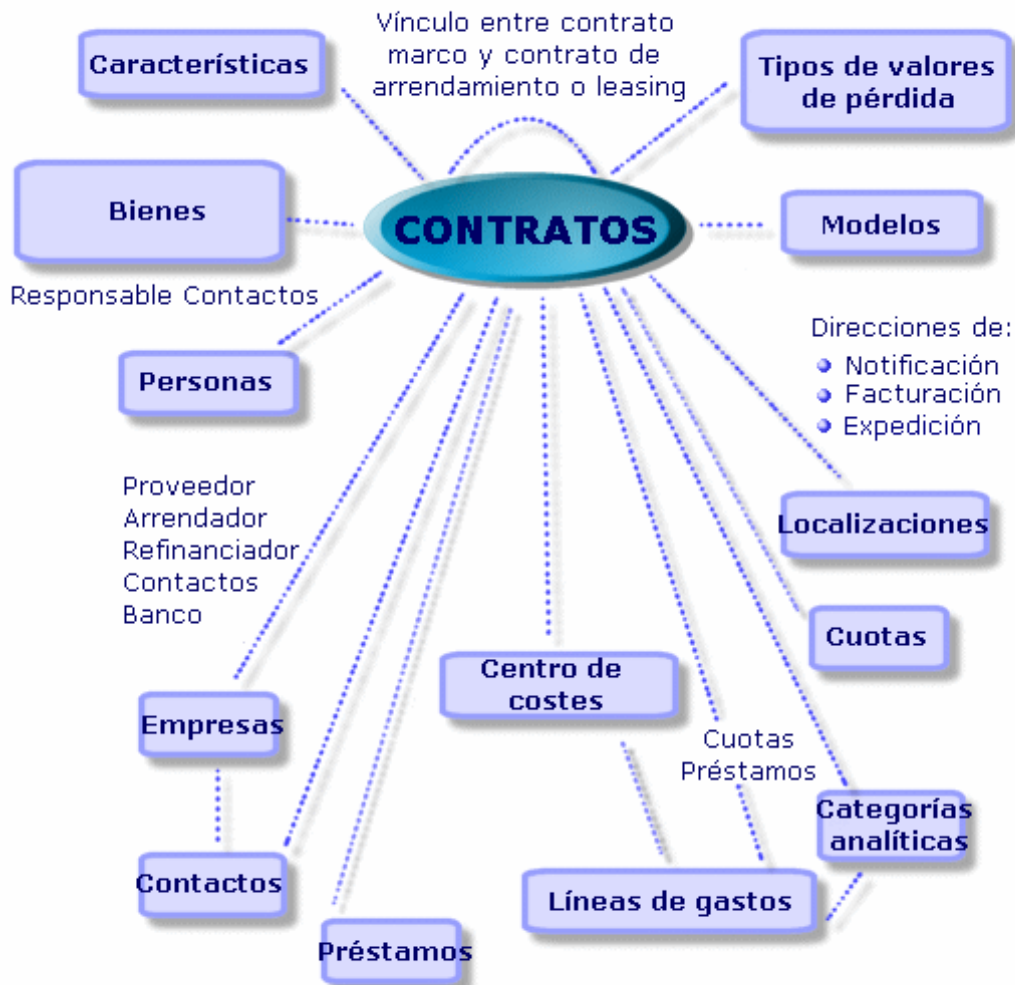 Vínculo entre contrato
marco y contrato de
arrendamiento o leasing
Características
Tipos de valores
de pérdida
Bienes
CONTRATOS
Modelos
Responsable Contactos
Personas
Direcciones de:
Notificación
Facturación
Expedición
Proveedor
Arrendador
Refinanciador
Contactos
Banco
Localizaciones
Cuotas
Centro de
costes
Empresas
Cuotas
Préstamos
Categorías
analíticas
Contactos
Líneas de gastos
Préstamos